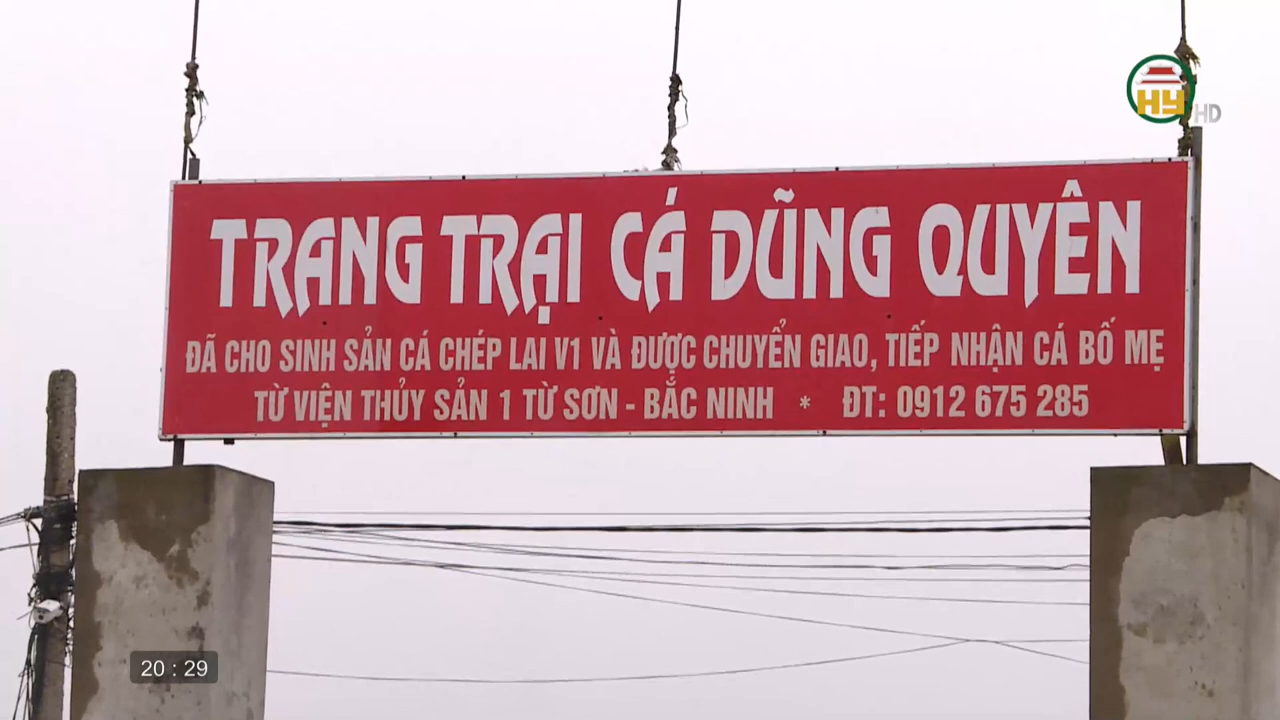 HY HD
TRANG TRẠI CÁ DŨNG QUYÊN
ĐÃ CHO SINH SẢN CÁ CHÉP LAI V1 VÀ ĐƯỢC CHUYỂN GIAO, TIẾP NHẬN CÁ BỐ MẸ
TỪ VIỆN THỦY SẢN 1 TỪ SƠN - BẮC NINH * ĐT: 0912 675 285
20 : 29